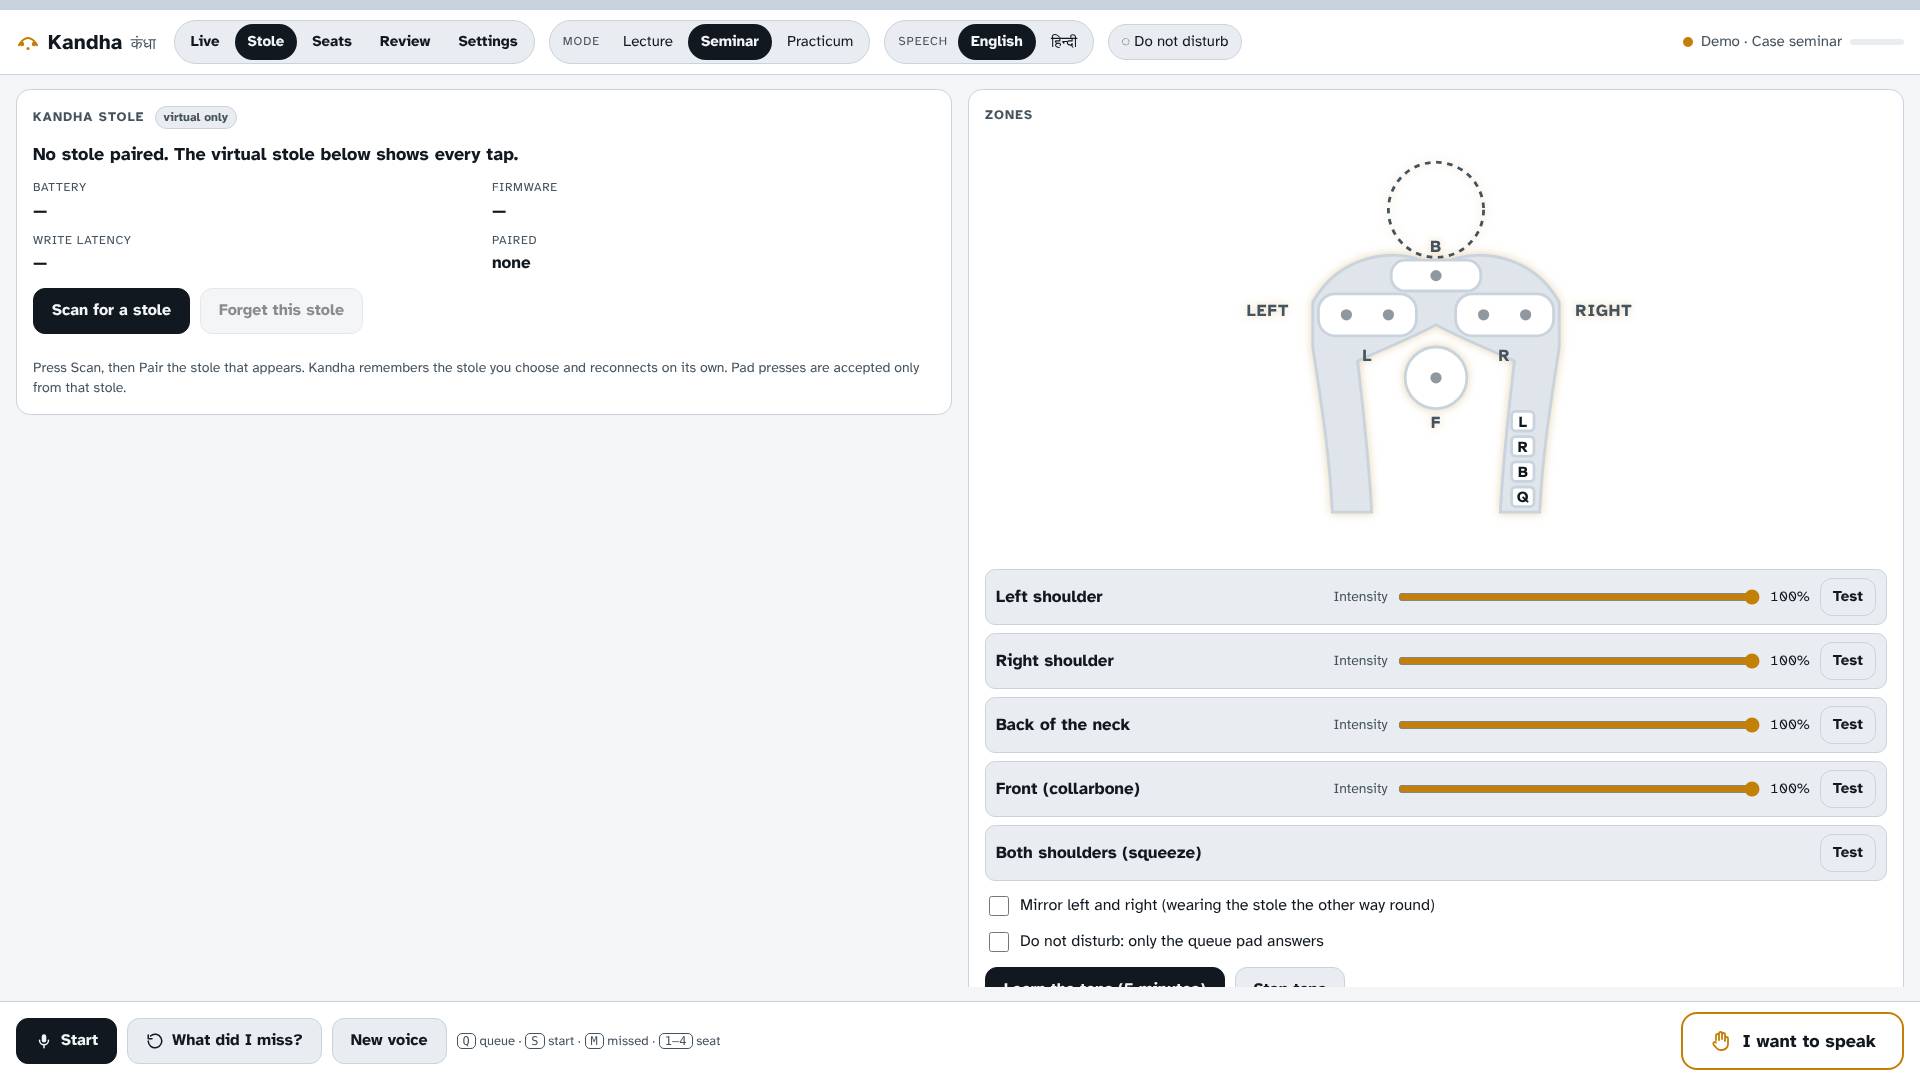 Kandha कंधा
Live Stole Seats Review Settings
MODE Lecture Seminar Practicum
SPEECH English हिन्दी
Do not disturb
Demo · Case seminar
KANDHA STOLE virtual only
No stole paired. The virtual stole below shows every tap.
BATTERY FIRMWARE
— —
WRITE LATENCY PAIRED
— none
Scan for a stole Forget this stole
Press Scan, then Pair the stole that appears. Kandha remembers the stole you choose and reconnects on its own. Pad presses are accepted only
from that stole.
ZONES
B
LEFT RIGHT
L R
F
L
R
B
Q
Left shoulder Intensity 100% Test
Right shoulder Intensity 100% Test
Back of the neck Intensity 100% Test
Front (collarbone) Intensity 100% Test
Both shoulders (squeeze) Test
Mirror left and right (wearing the stole the other way round)
Do not disturb: only the queue pad answers
Learn the taps (5 minutes) Stop taps
Start What did I miss? New voice Q queue · S start · M missed · 1–4 seat
I want to speak